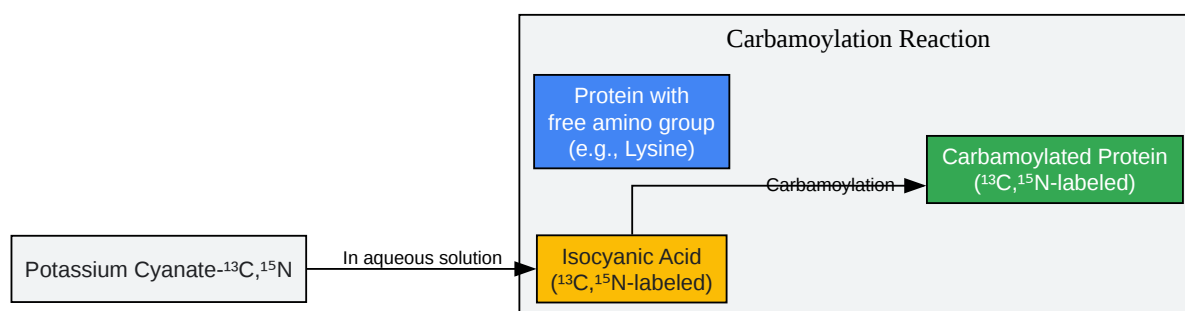 Carbamoylation Reaction
Protein with
free amino group
(e.g., Lysine)
Carbamoylated Protein
(¹³C,¹⁵N-labeled)
Carbamoylation
Potassium Cyanate-¹³C,¹⁵N
In aqueous solution
Isocyanic Acid
(¹³C,¹⁵N-labeled)